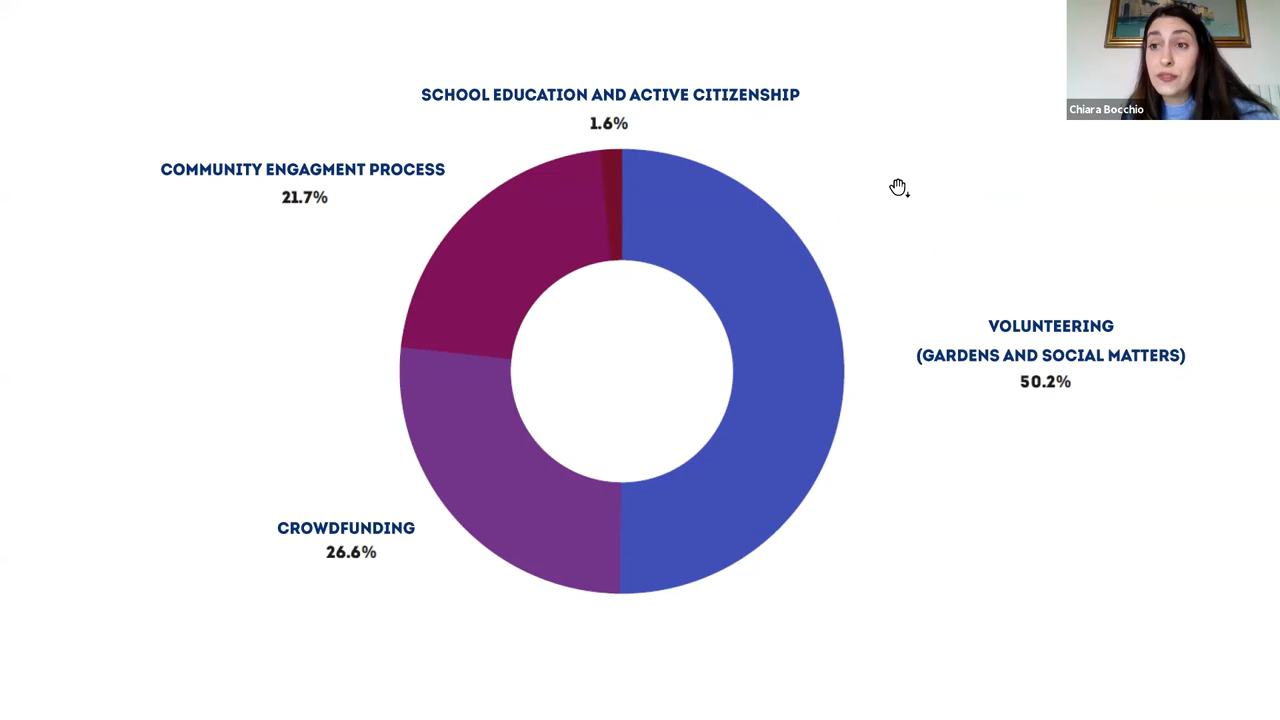 Chiara Bocchio
SCHOOL EDUCATION AND ACTIVE CITIZENSHIP
1.6%
COMMUNITY ENGAGMENT PROCESS
21.7%
VOLUNTEERING
(GARDENS AND SOCIAL MATTERS)
50.2%
CROWDFUNDING
26.6%